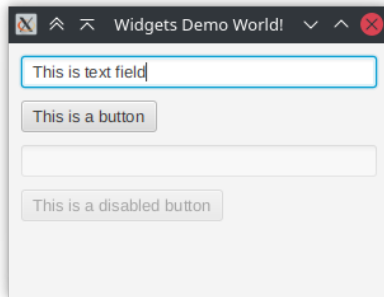 Widgets Demo World!
This is text field
This is a button
This is a disabled button